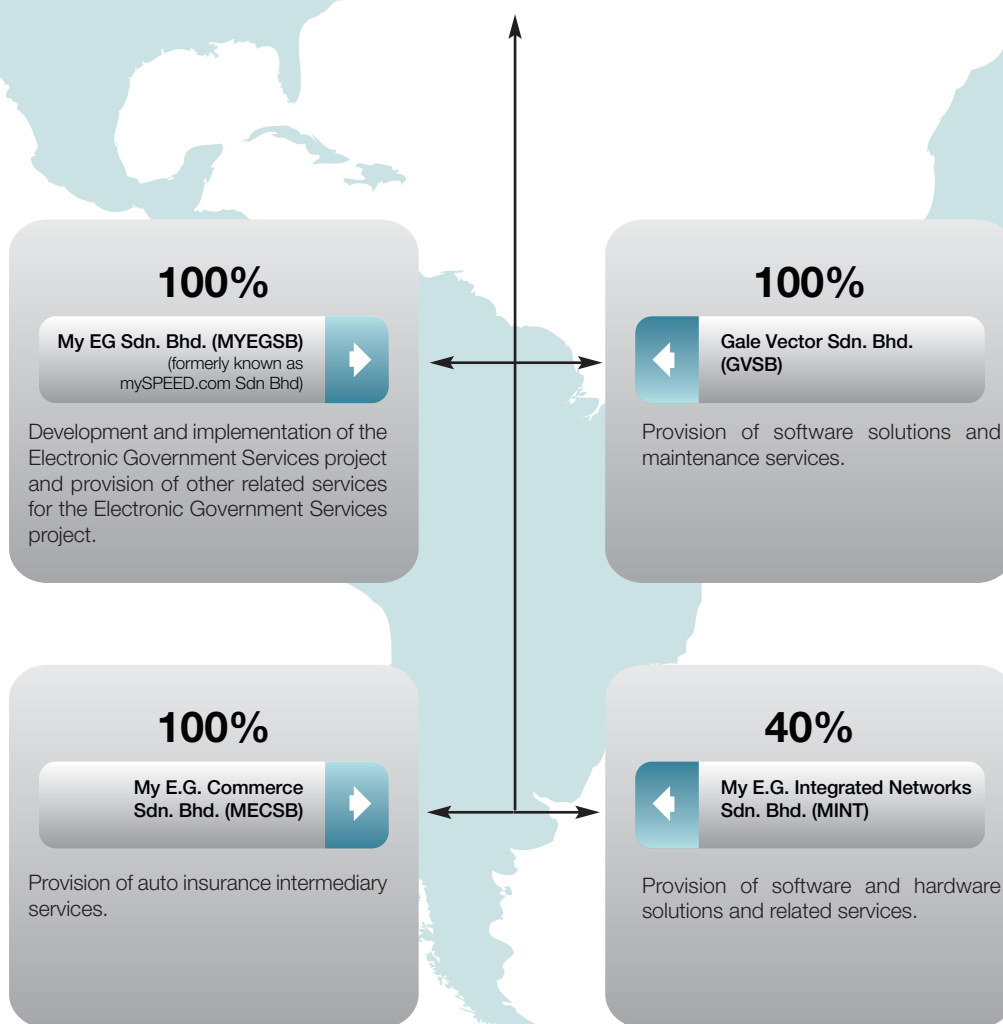 100%
My EG Sdn. Bhd. (MYEGSB)
(formerly known as
mySPEED.com Sdn Bhd)
Development and implementation of the
Electronic Government Services project
and provision of other related services
for the Electronic Government Services
project.
100%
Gale Vector Sdn. Bhd.
(GVSB)
Provision of software solutions and
maintenance services.
100%
My E.G. Commerce
Sdn. Bhd. (MECSB)
Provision of auto insurance intermediary
services.
40%
My E.G. Integrated Networks
Sdn. Bhd. (MINT)
Provision of software and hardware
solutions and related services.